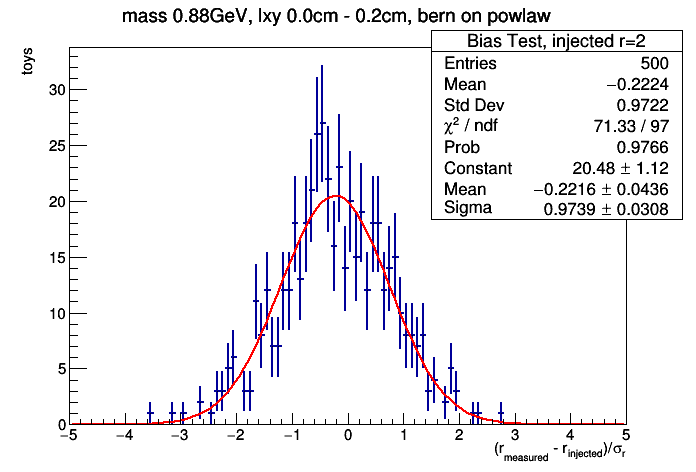 mass 0.88GeV, lxy 0.0cm - 0.2cm, bern on powlaw
toys
Bias Test, injected r=2
Entries 500
Mean −0.2224
Std Dev 0.9722
χ² / ndf 71.33 / 97
Prob 0.9766
Constant 20.48 ± 1.12
Mean −0.2216 ± 0.0436
Sigma 0.9739 ± 0.0308
30
25
20
15
10
5
0
−5 −4 −3 −2 −1 0 1 2 3 4 5
(r_measured - r_injected)/σ_r